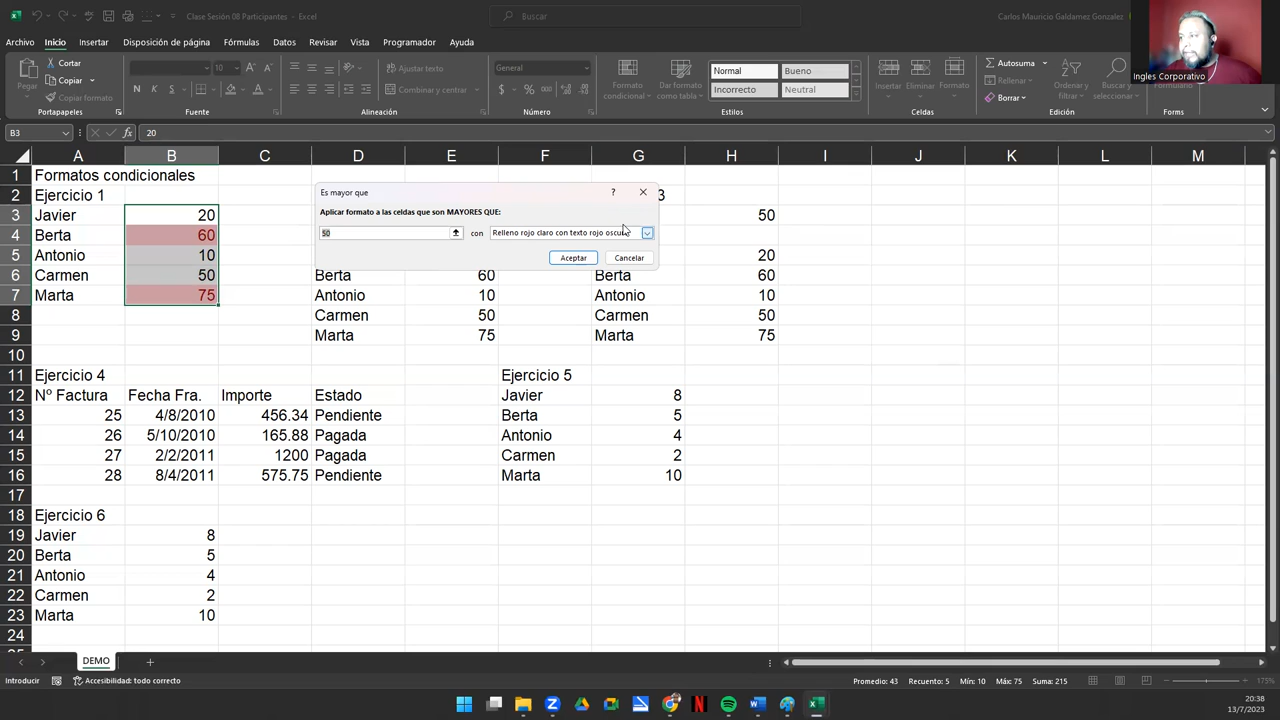 Clase Sesión 08 Participantes - Excel
Buscar
Carlos Mauricio Galdamez Gonzalez
Archivo Inicio Insertar Disposición de página Fórmulas Datos Revisar Vista Programador Ayuda
Cortar
Copiar
Copiar formato
Pegar
Portapapeles
10
N K S
Fuente
Ajustar texto
Combinar y centrar
Alineación
General
Número
Formato condicional
Dar formato como tabla
Normal Bueno
Incorrecto Neutral
Estilos
Insertar Eliminar Formato
Celdas
Autosuma
Rellenar
Borrar
Ordenar y filtrar
Buscar y seleccionar
Edición
Formulario
Forms
Ingles Corporativo
B3 fx 20
A B C D E F G H I J K L M
1 Formatos condicionales
2 Ejercicio 1 3
3 Javier 20 50
4 Berta 60
5 Antonio 10 20
6 Carmen 50 Berta 60 Berta 60
7 Marta 75 Antonio 10 Antonio 10
8 Carmen 50 Carmen 50
9 Marta 75 Marta 75
10
11 Ejercicio 4 Ejercicio 5
12 Nº Factura Fecha Fra. Importe Estado Javier 8
13 25 4/8/2010 456.34 Pendiente Berta 5
14 26 5/10/2010 165.88 Pagada Antonio 4
15 27 2/2/2011 1200 Pagada Carmen 2
16 28 8/4/2011 575.75 Pendiente Marta 10
17
18 Ejercicio 6
19 Javier 8
20 Berta 5
21 Antonio 4
22 Carmen 2
23 Marta 10
24
Es mayor que ?
Aplicar formato a las celdas que son MAYORES QUE:
50 con Relleno rojo claro con texto rojo oscuro
Aceptar Cancelar
DEMO
Introducir Accesibilidad: todo correcto Promedio: 43 Recuento: 5 Mín: 10 Máx: 75 Suma: 215 175%
20:38
13/7/2023